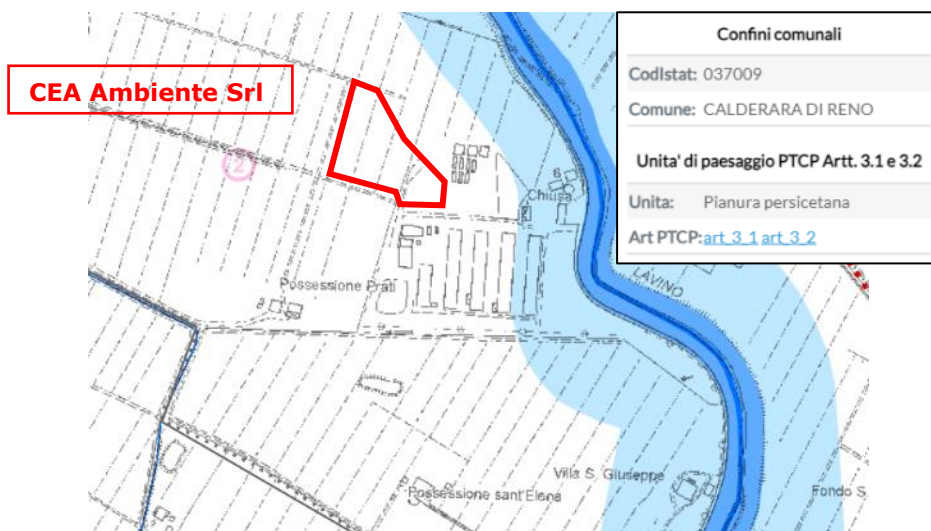 CEA Ambiente Srl
Confini comunali
CodIstat: 037009
Comune: CALDERARA DI RENO
Unita' di paesaggio PTCP Artt. 3.1 e 3.2
Unita: Pianura persicetana
Art PTCP: art_3_1 art_3_2
2
Chiusa
LAVINO
Possessione Prati
Villa S. Giuseppe
Possessione sant'Elena
Fondo S